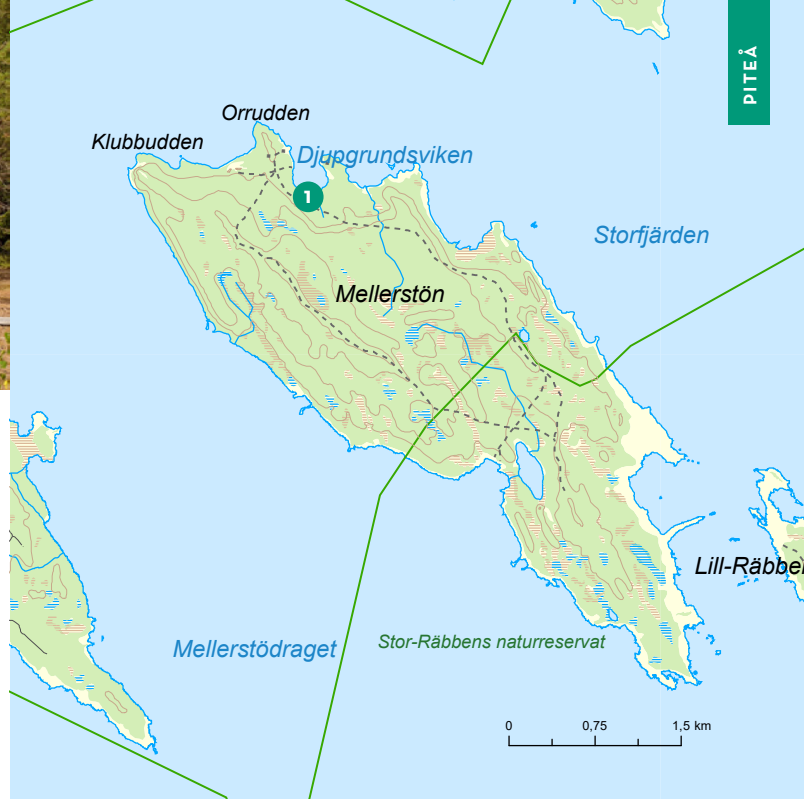 PITEÅ
Orrudden
Klubbudden
Djupgrundsviken
1
Storfjärden
Mellerstön
Lill-Räbben
Mellerstödraget
Stor-Räbbens naturreservat
0 0,75 1,5 km